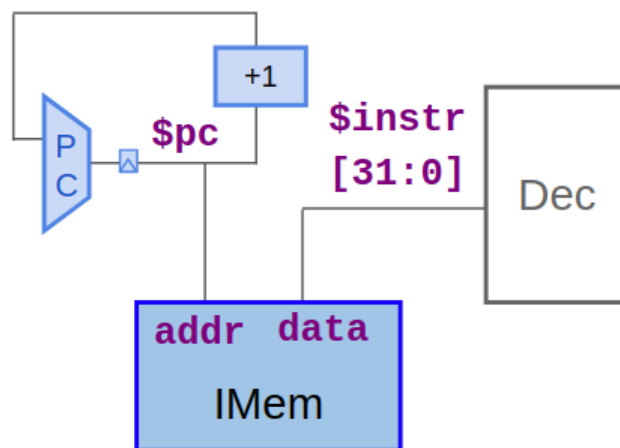 +1
P
C
$pc
$instr
[31:0]
Dec
addr data
IMem